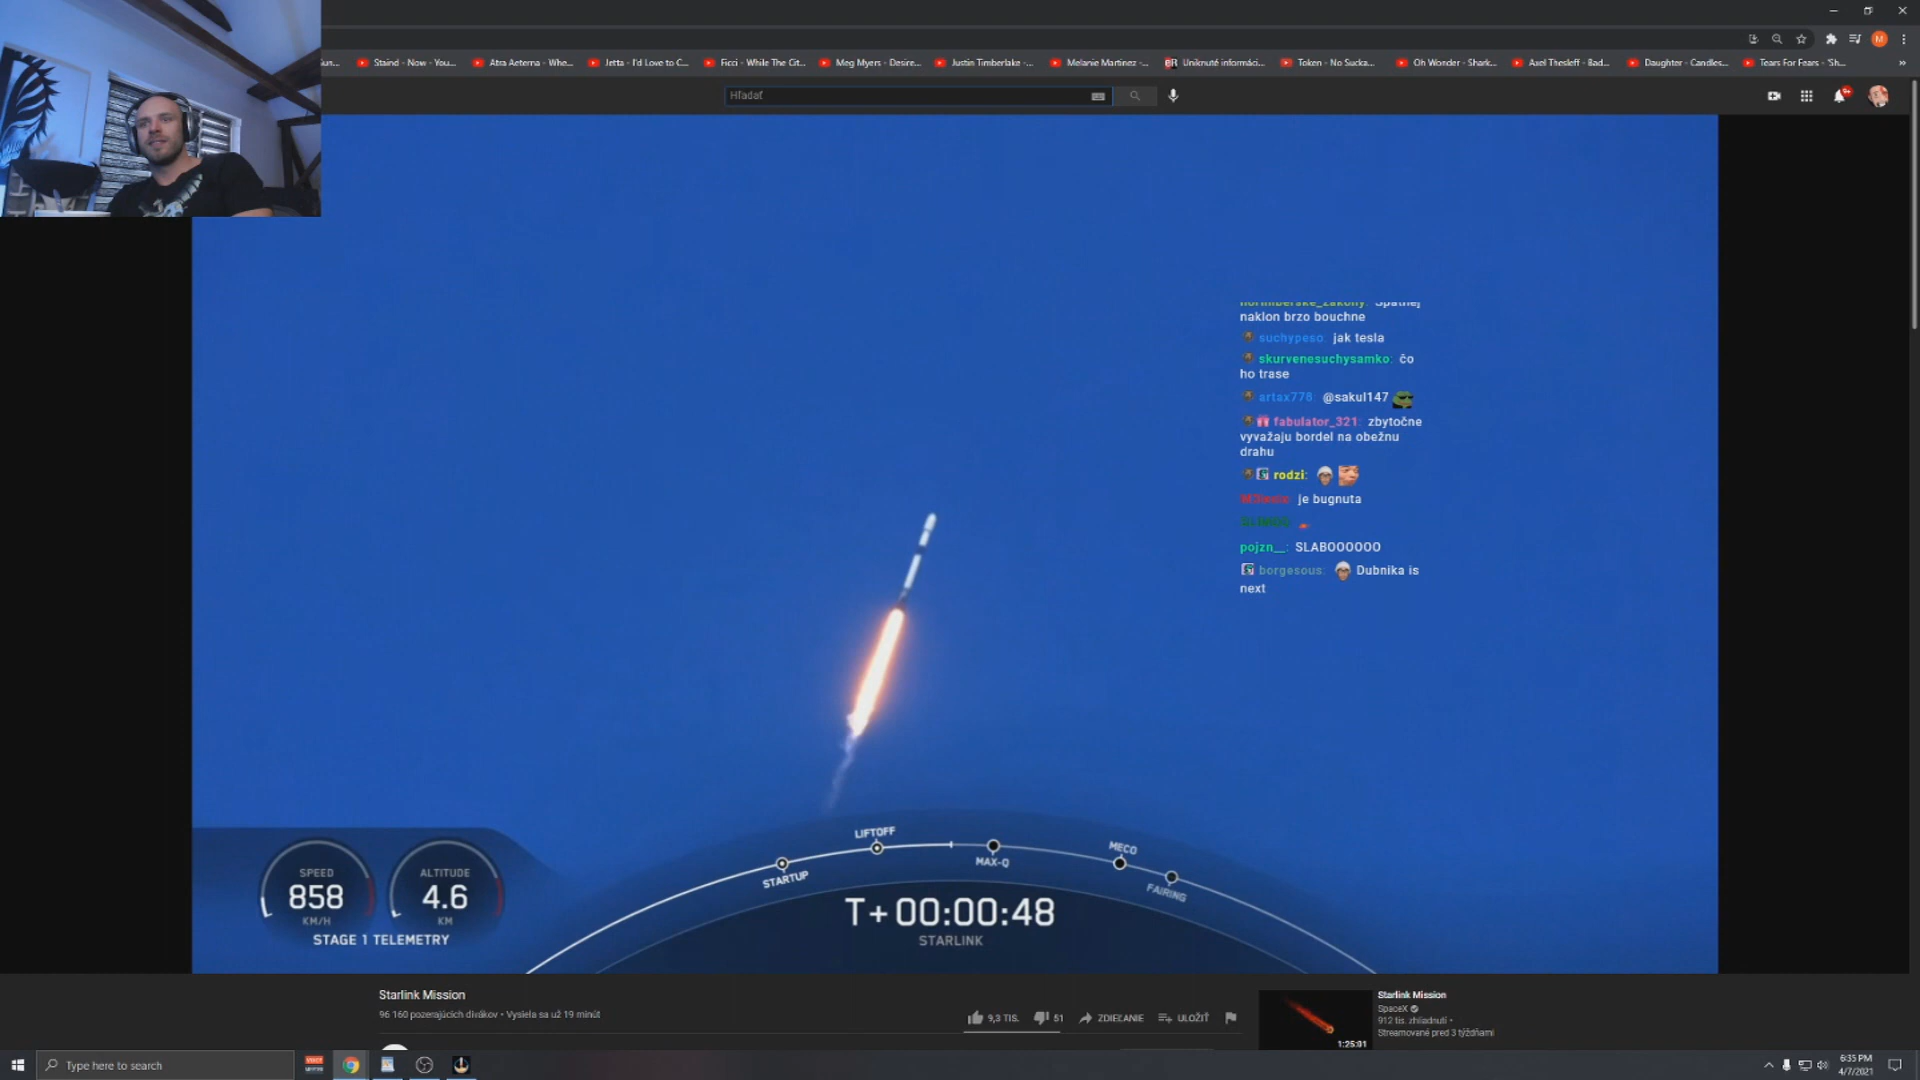 Staind - Now - You...
Atra Aeterna - Whe...
Jetta - I'd Love to C...
Ficci - While The Cit...
Meg Myers - Desire...
Justin Timberlake -...
Melanie Martinez -...
Uniknuté informáci...
Token - No Sucka...
Oh Wonder - Shark...
Axel Thesleff - Bad...
Daughter - Candles...
Tears For Fears - 'Sh...
Hľadať
9+
naklon brzo bouchne
suchypeso: jak tesla
skurvenesuchysamko: čo
ho trase
artax778: @sakul147
fabulator_321: zbytočne
vyvažaju bordel na obežnu
drahu
rodzi:
je bugnuta
pojzn__: SLABOOOOOO
borgesous: Dubnika is
next
LIFTOFF
MAX-Q
MECO
STARTUP
FAIRING
SPEED
858
KM/H
ALTITUDE
4.6
KM
STAGE 1 TELEMETRY
T+ 00:00:48
STARLINK
Starlink Mission
96 160 pozerajúcich divákov • Vysiela sa už 19 minút
9,3 TIS.
51
ZDIEĽANIE
ULOŽIŤ
Starlink Mission
SpaceX
912 tis. zhliadnutí •
Streamované pred 3 týždňami
1:25:01
Type here to search
6:35 PM
4/7/2021